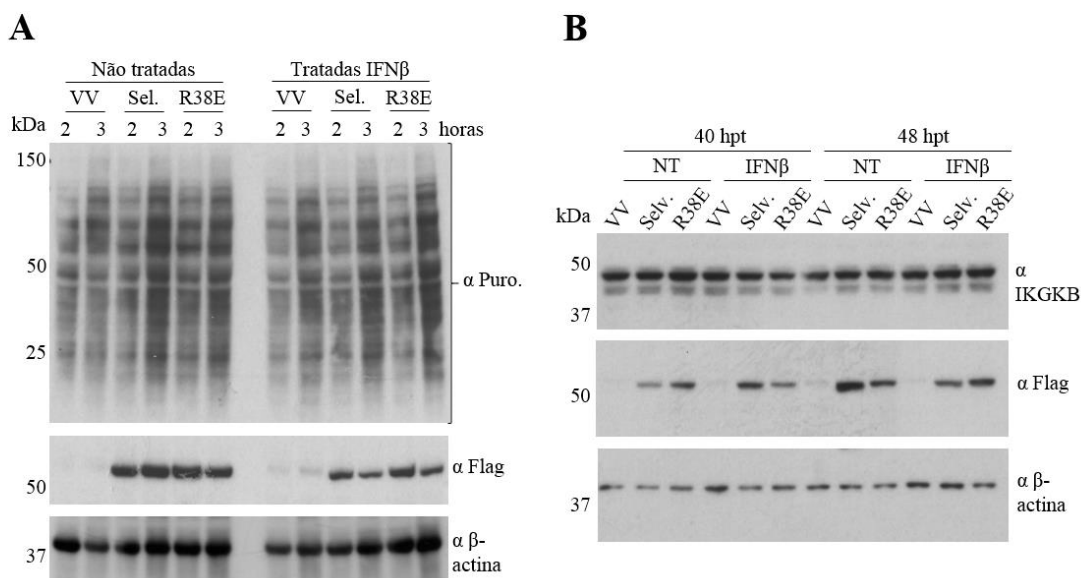 A
Não tratadas Tratadas IFNβ
VV Sel. R38E VV Sel. R38E
kDa 2 3 2 3 2 3 2 3 2 3 2 3 horas
150
50
α Puro.
25
α Flag
50
37
α β-
actina
B
40 hpt 48 hpt
NT IFNβ NT IFNβ
kDa VV Selv. R38E VV Selv. R38E VV Selv. R38E VV Selv. R38E
50
α
IKGKB
37
α Flag
50
37
α β-
actina